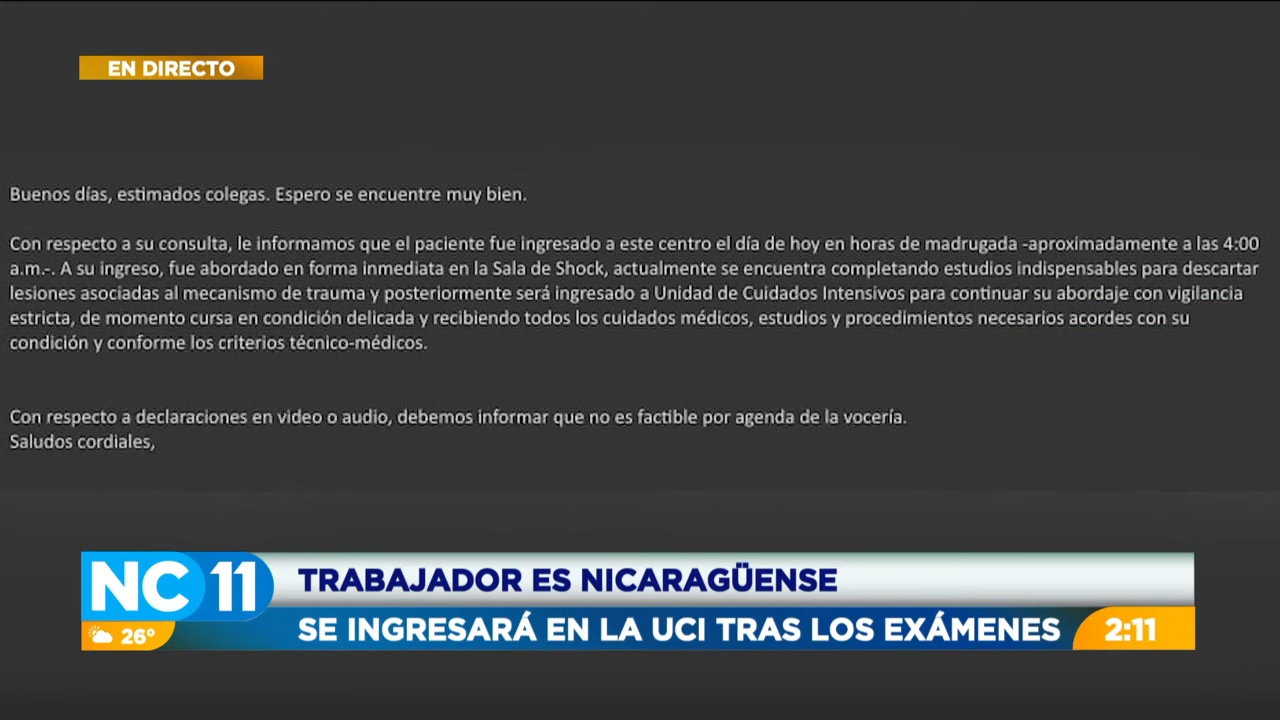 EN DIRECTO
Buenos días, estimados colegas. Espero se encuentre muy bien.
Con respecto a su consulta, le informamos que el paciente fue ingresado a este centro el día de hoy en horas de madrugada -aproximadamente a las 4:00
a.m.-. A su ingreso, fue abordado en forma inmediata en la Sala de Shock, actualmente se encuentra completando estudios indispensables para descartar
lesiones asociadas al mecanismo de trauma y posteriormente será ingresado a Unidad de Cuidados Intensivos para continuar su abordaje con vigilancia
estricta, de momento cursa en condición delicada y recibiendo todos los cuidados médicos, estudios y procedimientos necesarios acordes con su
condición y conforme los criterios técnico-médicos.
Con respecto a declaraciones en video o audio, debemos informar que no es factible por agenda de la vocería.
Saludos cordiales,
NC 11
TRABAJADOR ES NICARAGÜENSE
SE INGRESARÁ EN LA UCI TRAS LOS EXÁMENES
26°
2:11